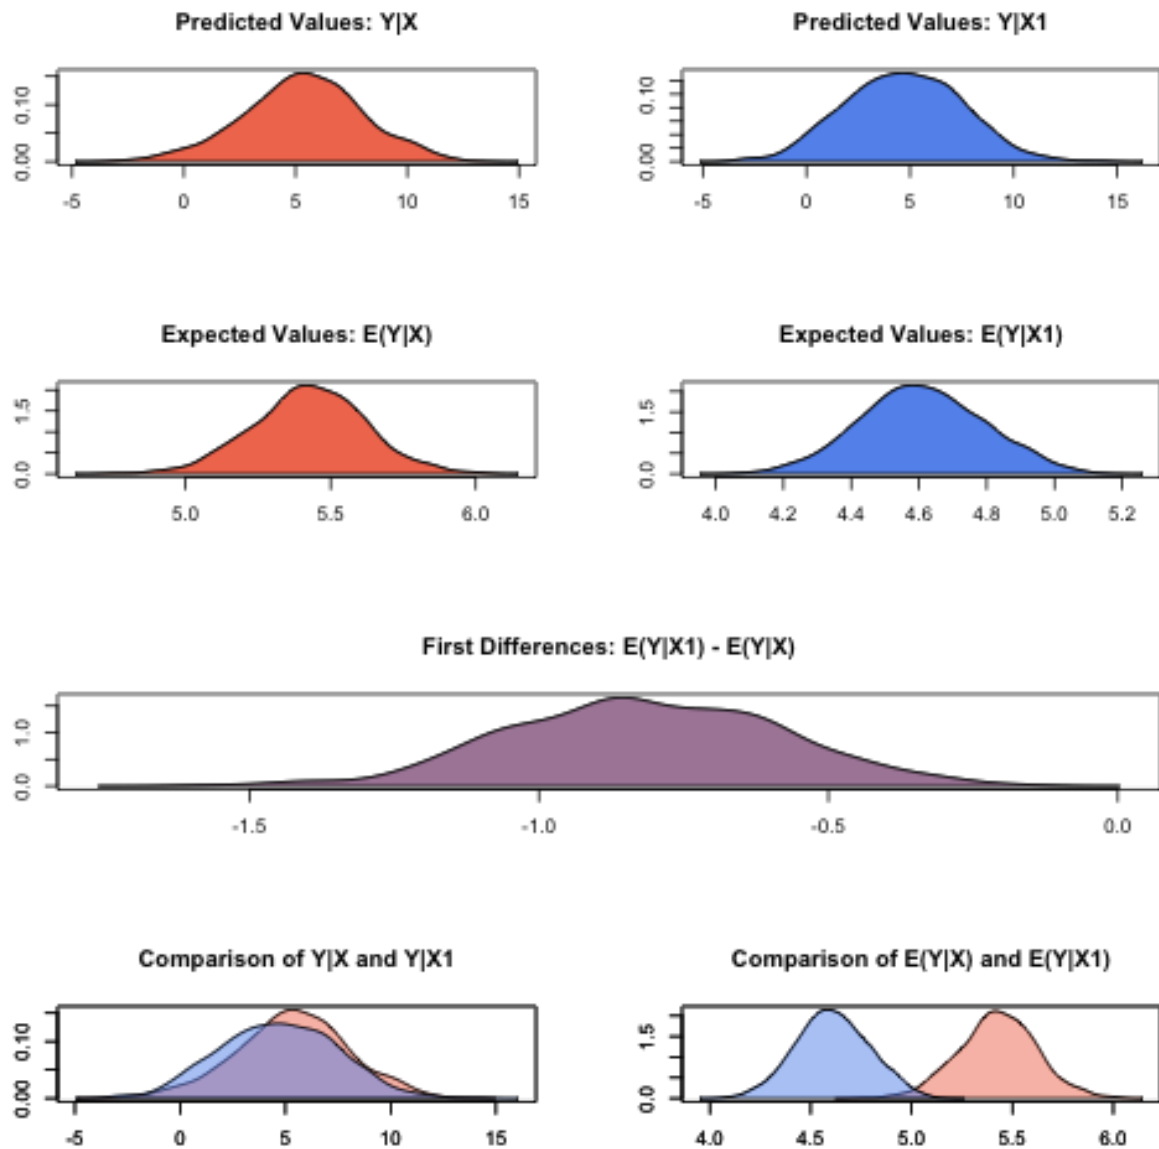 Predicted Values: Y|X
0.00 0.10
-5 0 5 10 15
Predicted Values: Y|X1
0.00 0.10
-5 0 5 10 15
Expected Values: E(Y|X)
0.0 1.5
5.0 5.5 6.0
Expected Values: E(Y|X1)
0.0 1.5
4.0 4.2 4.4 4.6 4.8 5.0 5.2
First Differences: E(Y|X1) - E(Y|X)
0.0 1.0
-1.5 -1.0 -0.5 0.0
Comparison of Y|X and Y|X1
0.00 0.10
-5 0 5 10 15
Comparison of E(Y|X) and E(Y|X1)
0.0 1.5
4.0 4.5 5.0 5.5 6.0